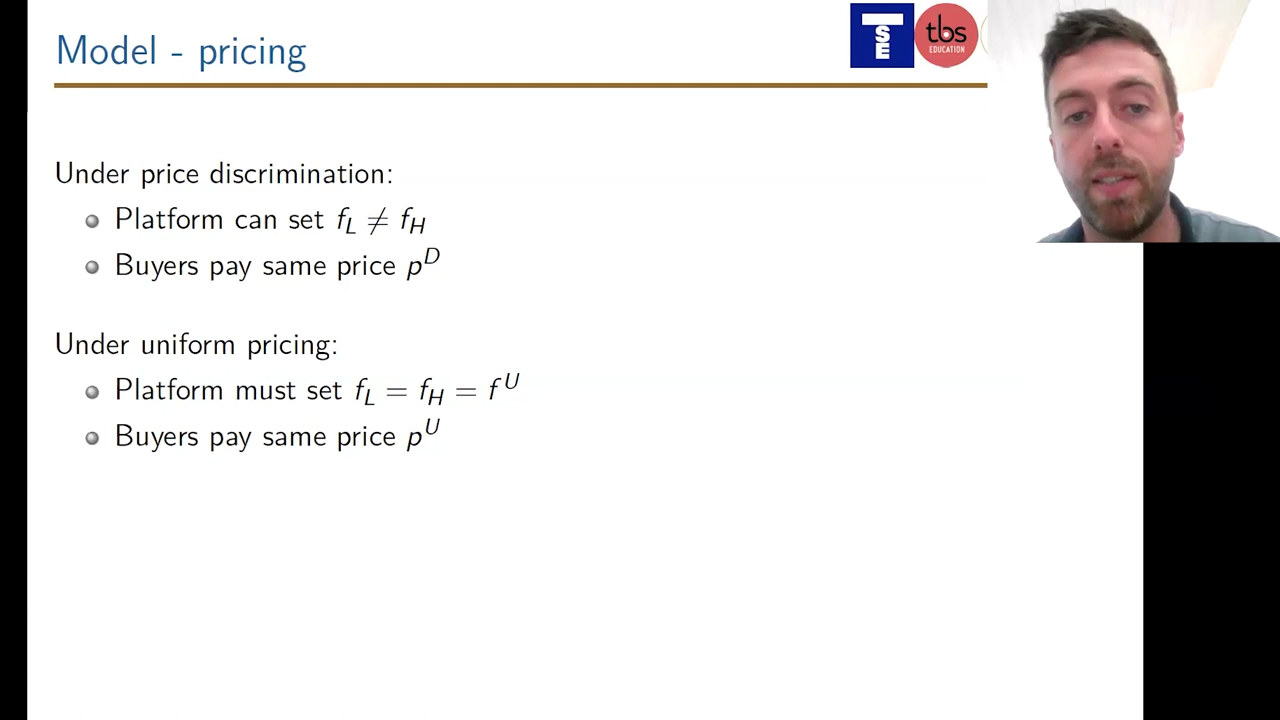 Model - pricing
TSE
tbs
EDUCATION
Under price discrimination:
Platform can set f_L ≠ f_H
Buyers pay same price p^D
Under uniform pricing:
Platform must set f_L = f_H = f^U
Buyers pay same price p^U